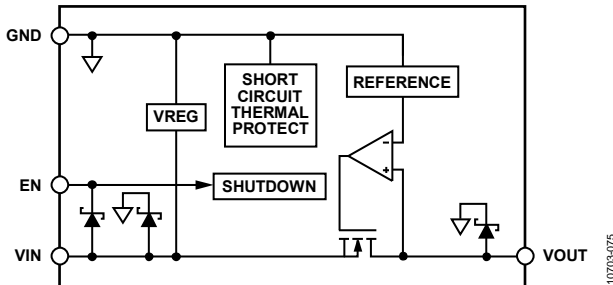 GND
SHORT
CIRCUIT
THERMAL
PROTECT
REFERENCE
VREG
-
+
EN
SHUTDOWN
VIN
VOUT
10703-075